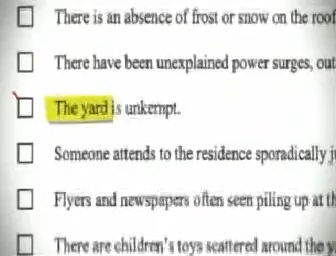 There is an absence of frost or snow on the roof
There have been unexplained power surges, out
The yard is unkempt.
Someone attends to the residence sporadically
Flyers and newspapers often seen piling up at
There are children's toys scattered around the